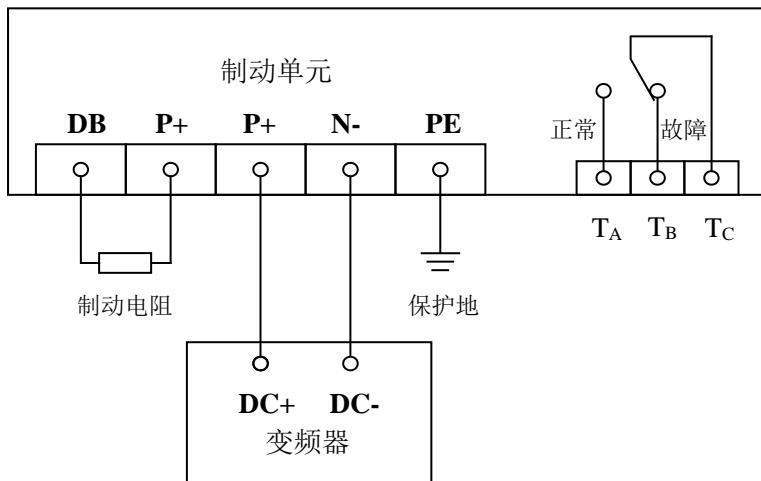 制动单元
DB P+ P+ N- PE
正常 故障
TA TB TC
制动电阻 保护地
DC+ DC-
变频器